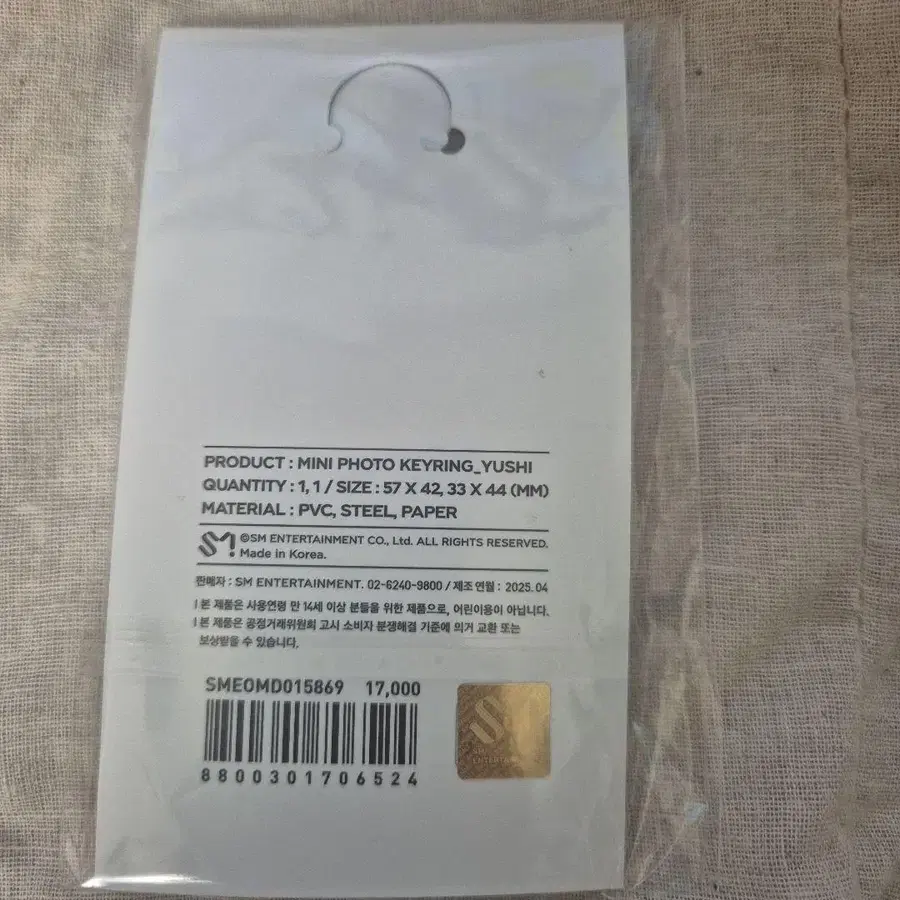 PRODUCT : MINI PHOTO KEYRING_YUSHI
QUANTITY : 1, 1 / SIZE : 57 X 42, 33 X 44 (MM)
MATERIAL : PVC, STEEL, PAPER
SM ©SM ENTERTAINMENT CO., Ltd. ALL RIGHTS RESERVED.
Made in Korea.
판매자 : SM ENTERTAINMENT. 02-6240-9800 / 제조 연월 : 2025.04
본 제품은 사용연령 만 14세 이상 분들을 위한 제품으로, 어린이용이 아닙니다.
본 제품은 공정거래위원회 고시 소비자 분쟁해결 기준에 의거 교환 또는
보상받을 수 있습니다.
SMEOMD015869 17,000
8800301706524